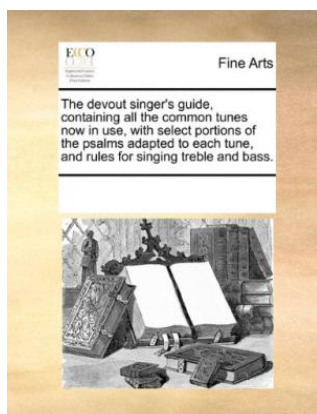 ECCO
Fine Arts
The devout singer's guide,
containing all the common tunes
now in use, with select portions of
the psalms adapted to each tune,
and rules for singing treble and bass.